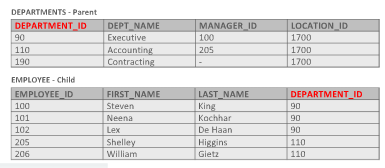 DEPARTMENTS - Parent
DEPARTMENT_ID DEPT_NAME MANAGER_ID LOCATION_ID
90 Executive 100 1700
110 Accounting 205 1700
190 Contracting - 1700
EMPLOYEE - Child
EMPLOYEE_ID FIRST_NAME LAST_NAME DEPARTMENT_ID
100 Steven King 90
101 Neena Kochhar 90
102 Lex De Haan 90
205 Shelley Higgins 110
206 William Gietz 110